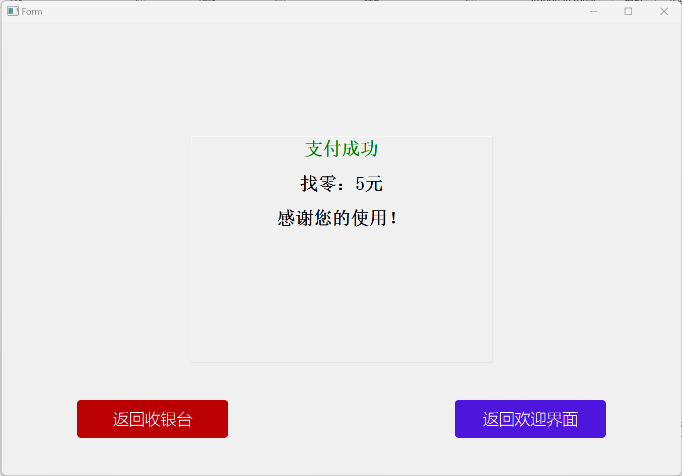 Form
支付成功
找零：5元
感谢您的使用！
返回收银台
返回欢迎界面